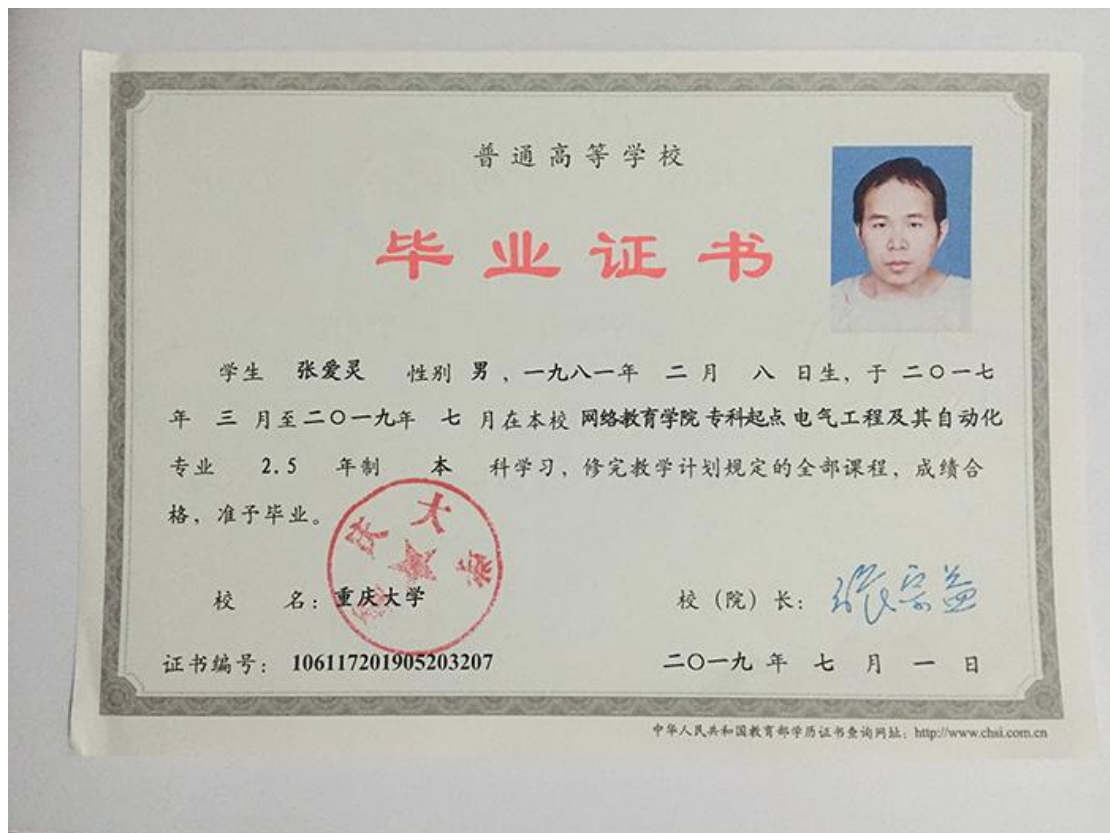 普通高等学校
毕业证书
学生 张爱灵 性别 男 ，一九八一年 二 月 八 日生，于 二〇一七
年 三 月至二〇一九年 七 月在本校 网络教育学院 专科起点 电气工程及其自动化
专业 2.5 年制 本 科学习，修完教学计划规定的全部课程，成绩合
格，准予毕业。
重庆大学
校 名：重庆大学
校（院）长：张宗益
证书编号：106117201905203207
二〇一九 年 七 月 一 日
中华人民共和国教育部学历证书查询网址：http://www.chsi.com.cn